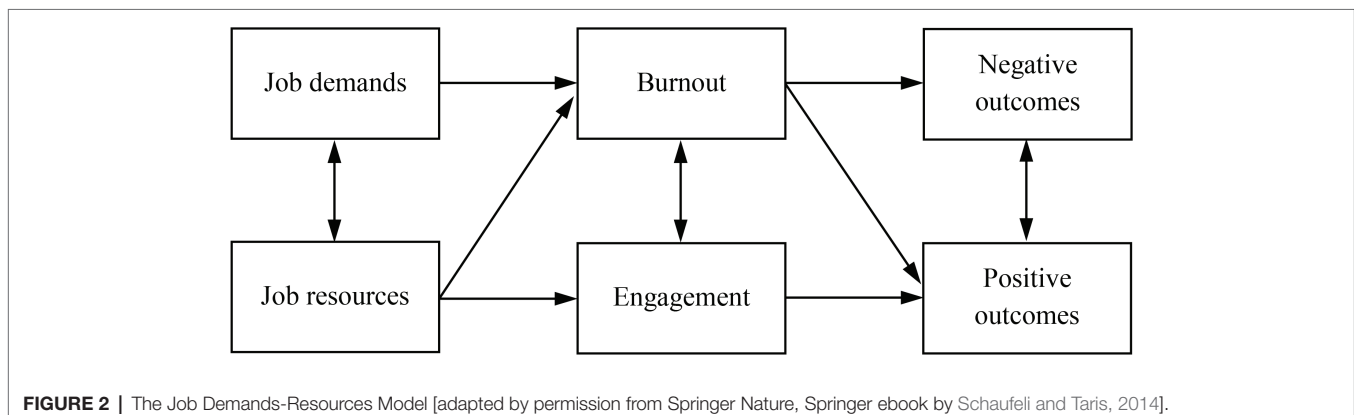 Job demands
Burnout
Negative
outcomes
Job resources
Engagement
Positive
outcomes
FIGURE 2 | The Job Demands-Resources Model [adapted by permission from Springer Nature, Springer ebook by Schaufeli and Taris, 2014].